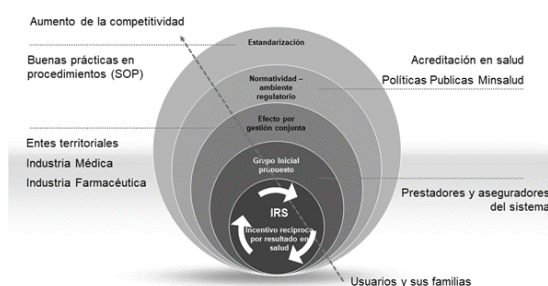 Aumento de la competitividad
Estandarización
Buenas prácticas en
procedimientos (SOP)
Acreditación en salud
Políticas Publicas Minsalud
Normatividad –
ambiente
regulatorio
Efecto por
gestión conjunta
Entes territoriales
Industria Médica
Industria Farmacéutica
Grupo Inicial
propuesto
Prestadores y aseguradores
del sistema
IRS
Incentivo reciproco
por resultado en
salud
Usuarios y sus familias